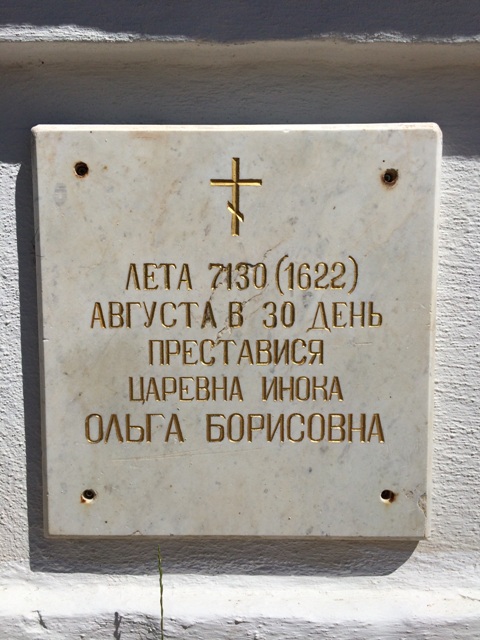 ЛЕТА 7130 (1622)
АВГУСТА В 30 ДЕНЬ
ПРЕСТАВИСЯ
ЦАРЕВНА ИНОКА
ОЛЬГА БОРИСОВНА